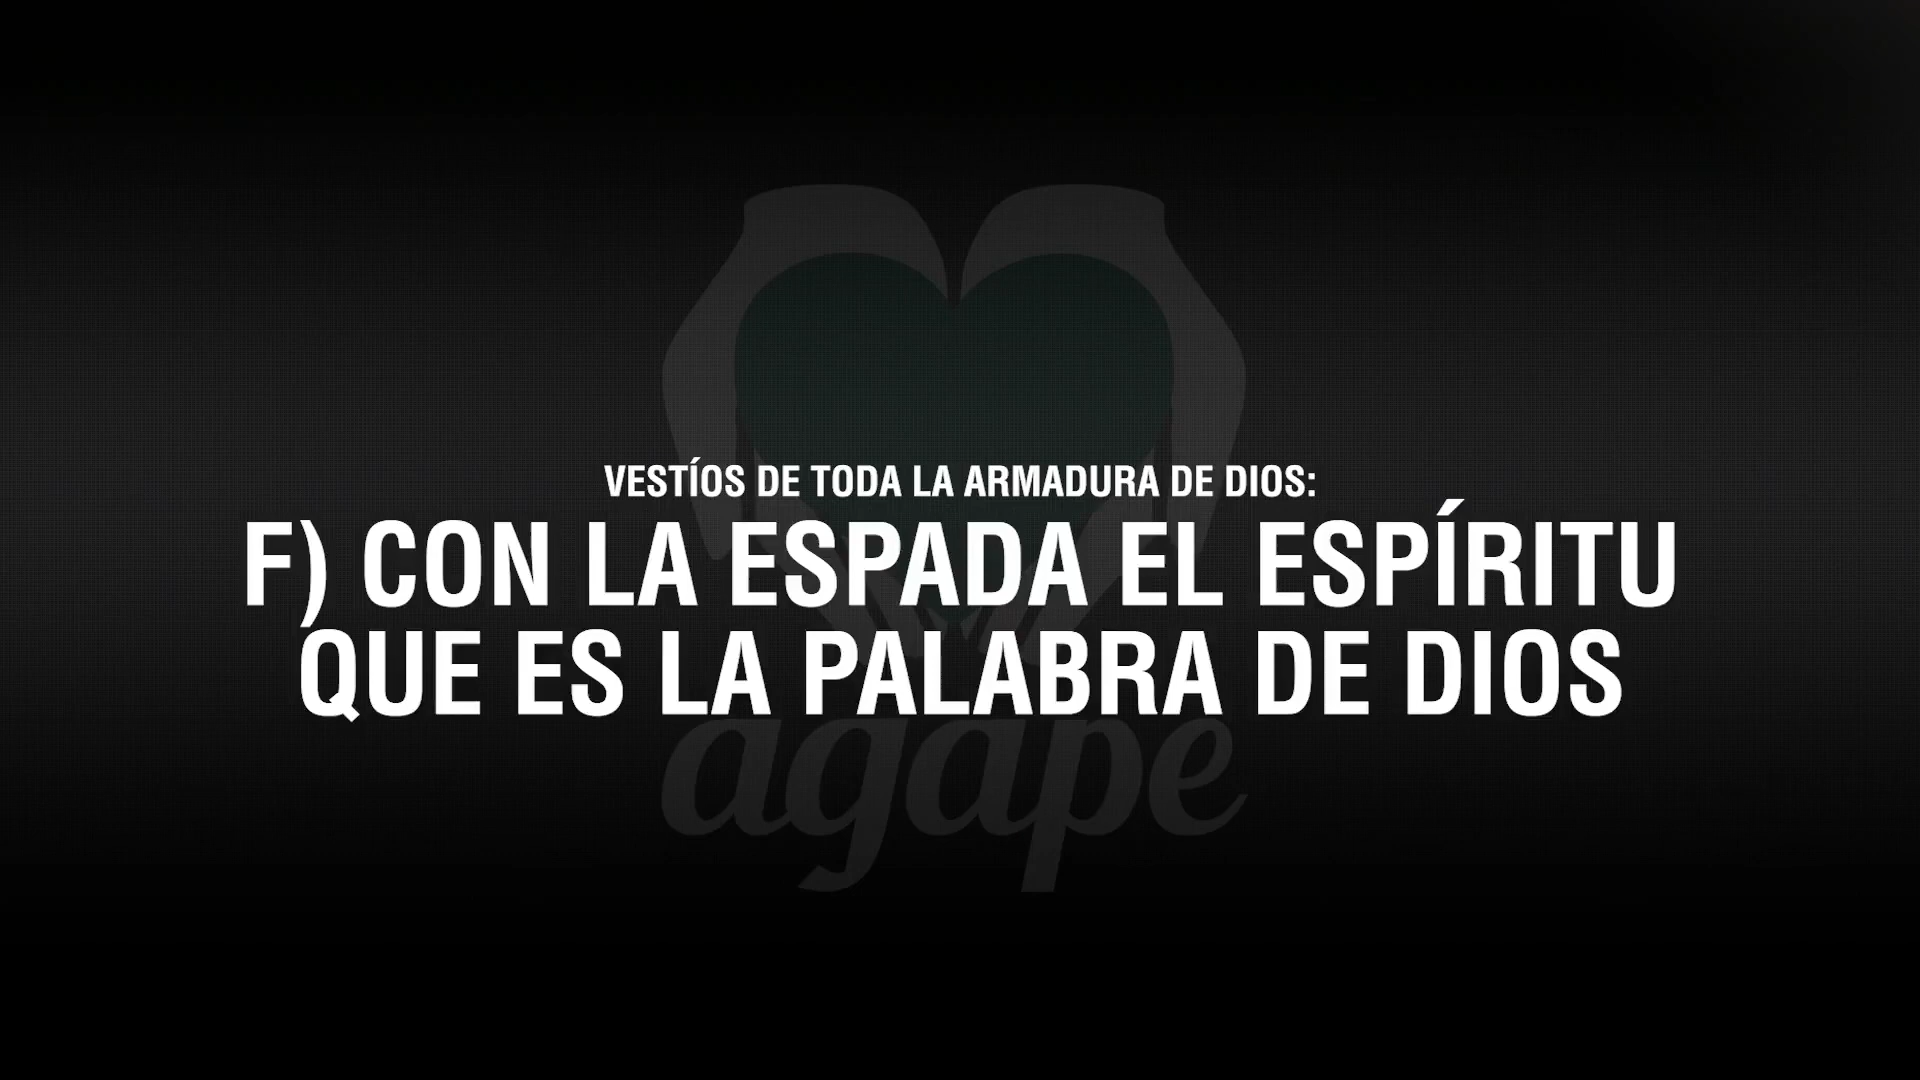 VESTÍOS DE TODA LA ARMADURA DE DIOS:
F) CON LA ESPADA EL ESPÍRITU
QUE ES LA PALABRA DE DIOS
agape